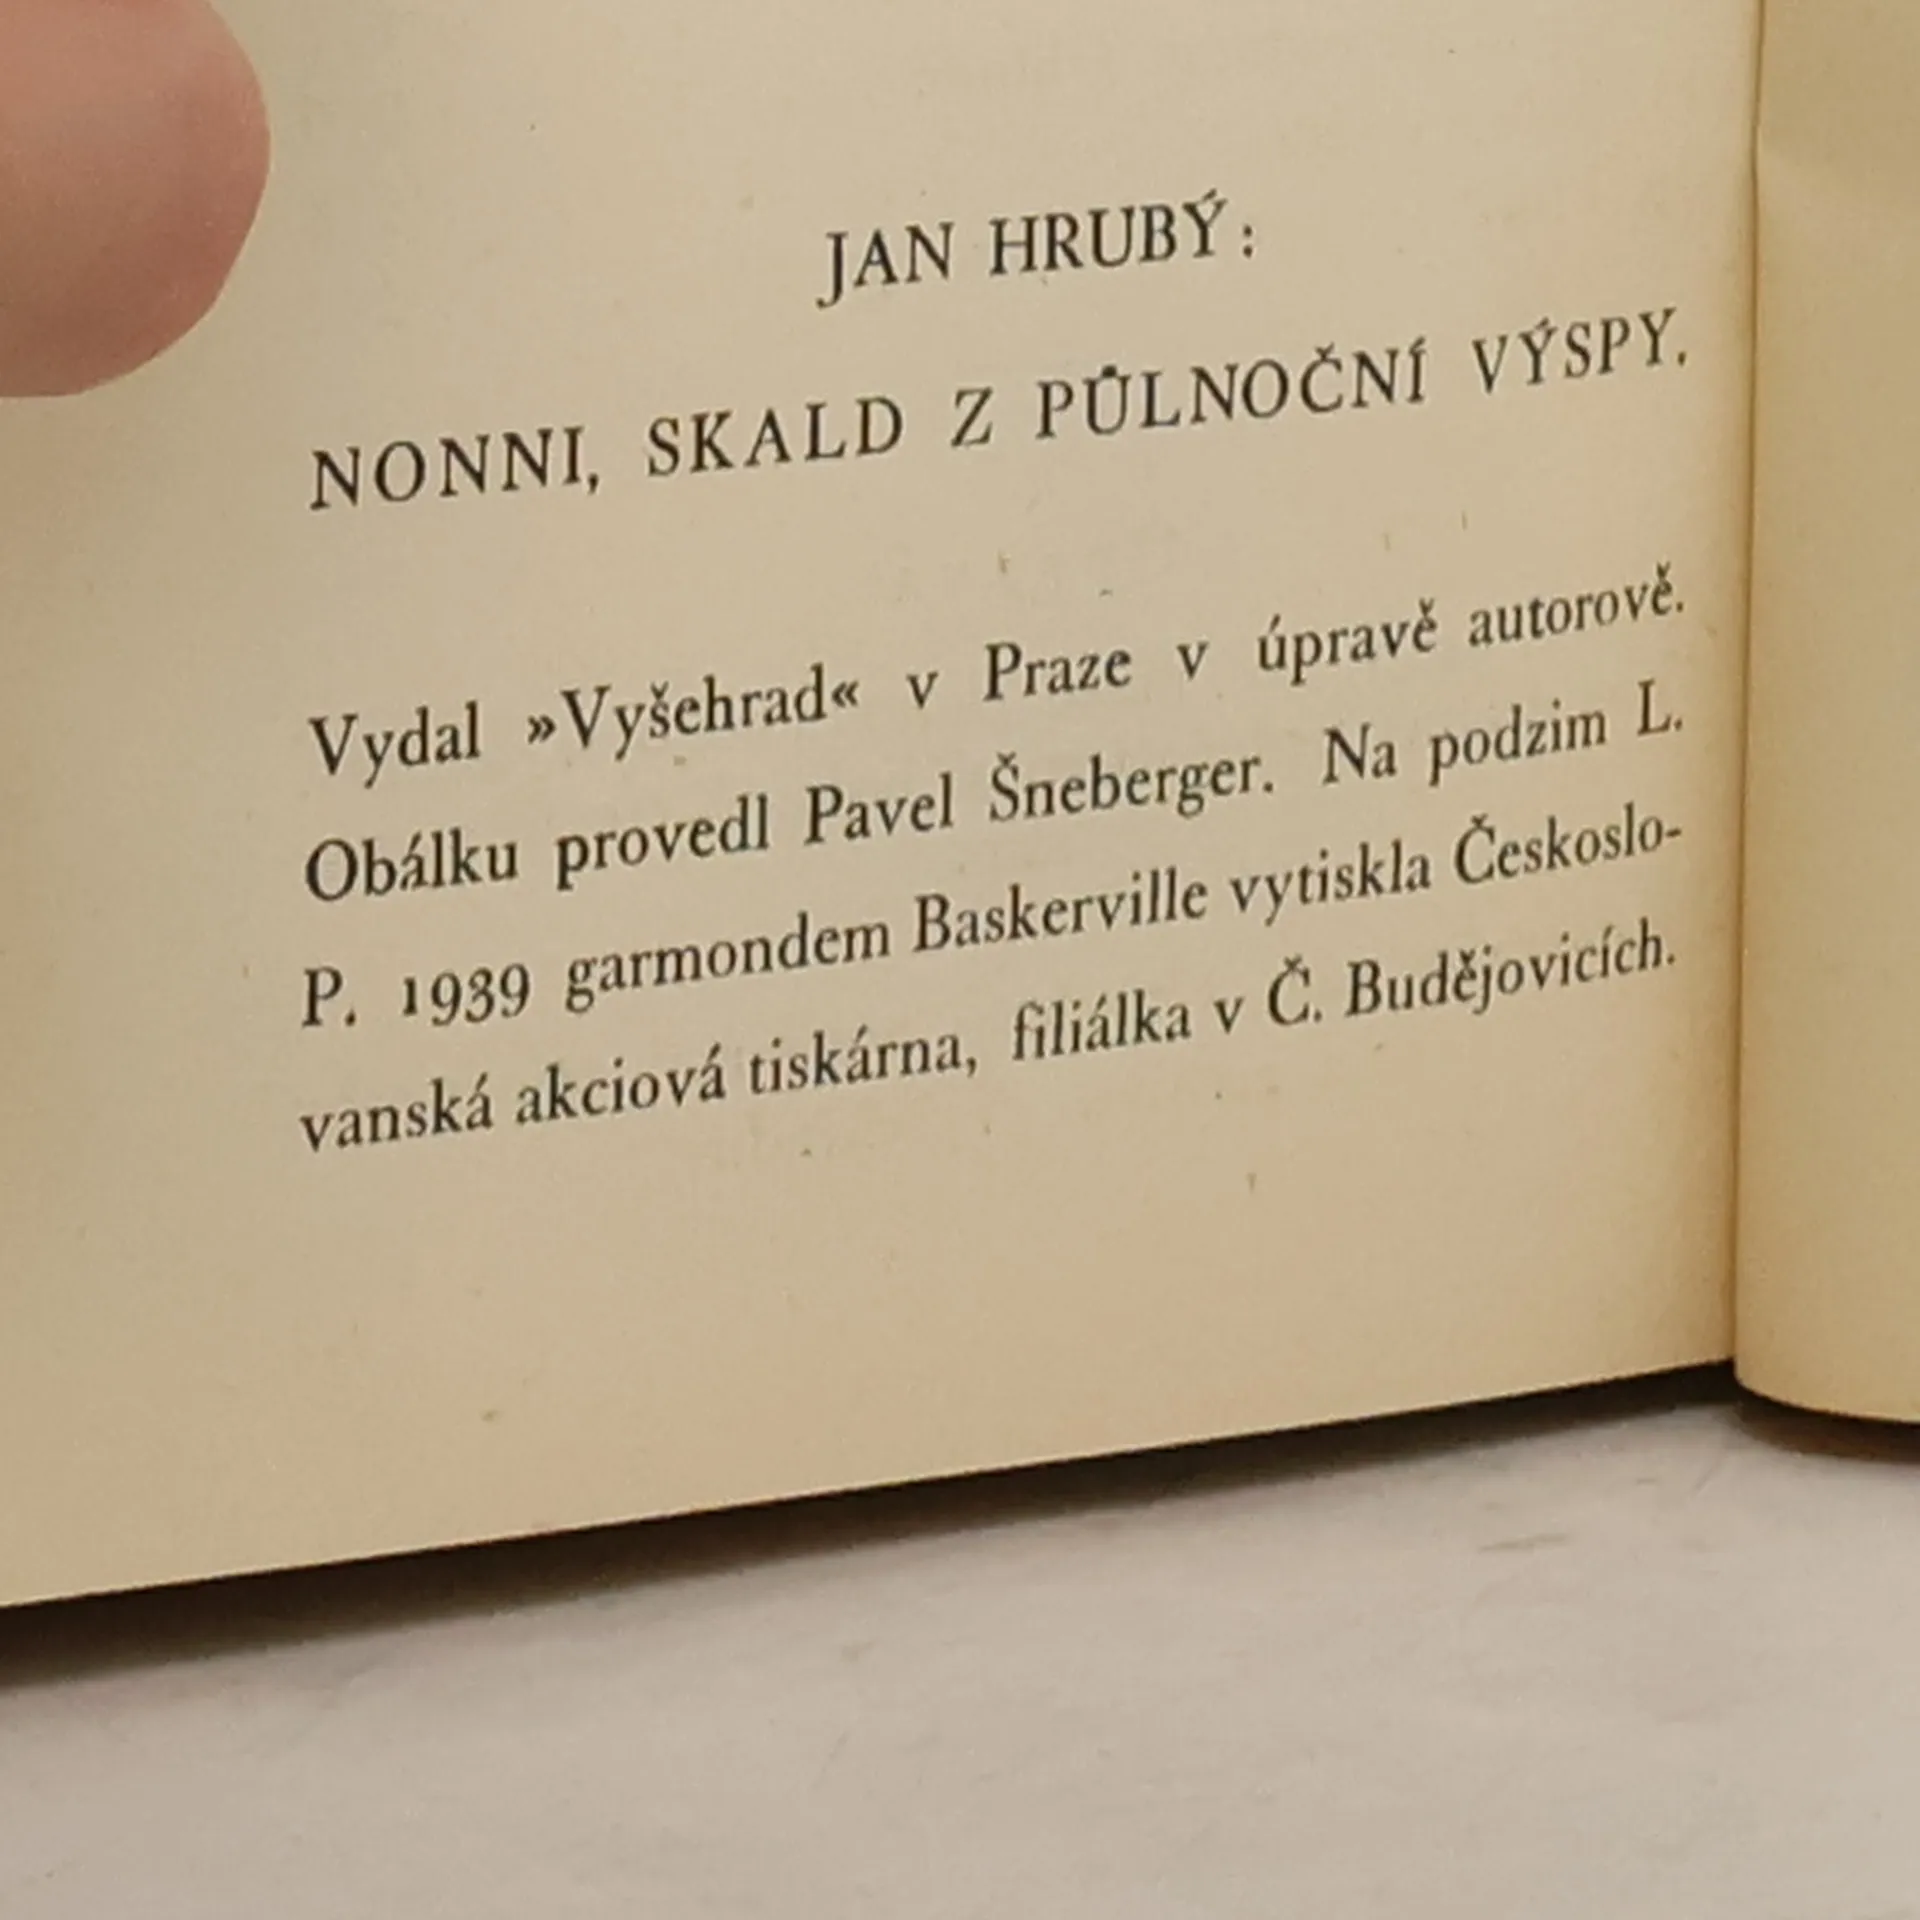 JAN HRUBÝ:
NONNI, SKALD Z PŮLNOČNÍ VÝSPY.
Vydal »Vyšehrad« v Praze v úpravě autorově.
Obálku provedl Pavel Šneberger. Na podzim L.
P. 1939 garmondem Baskerville vytiskla Českoslo-
vanská akciová tiskárna, filiálka v Č. Budějovicích.